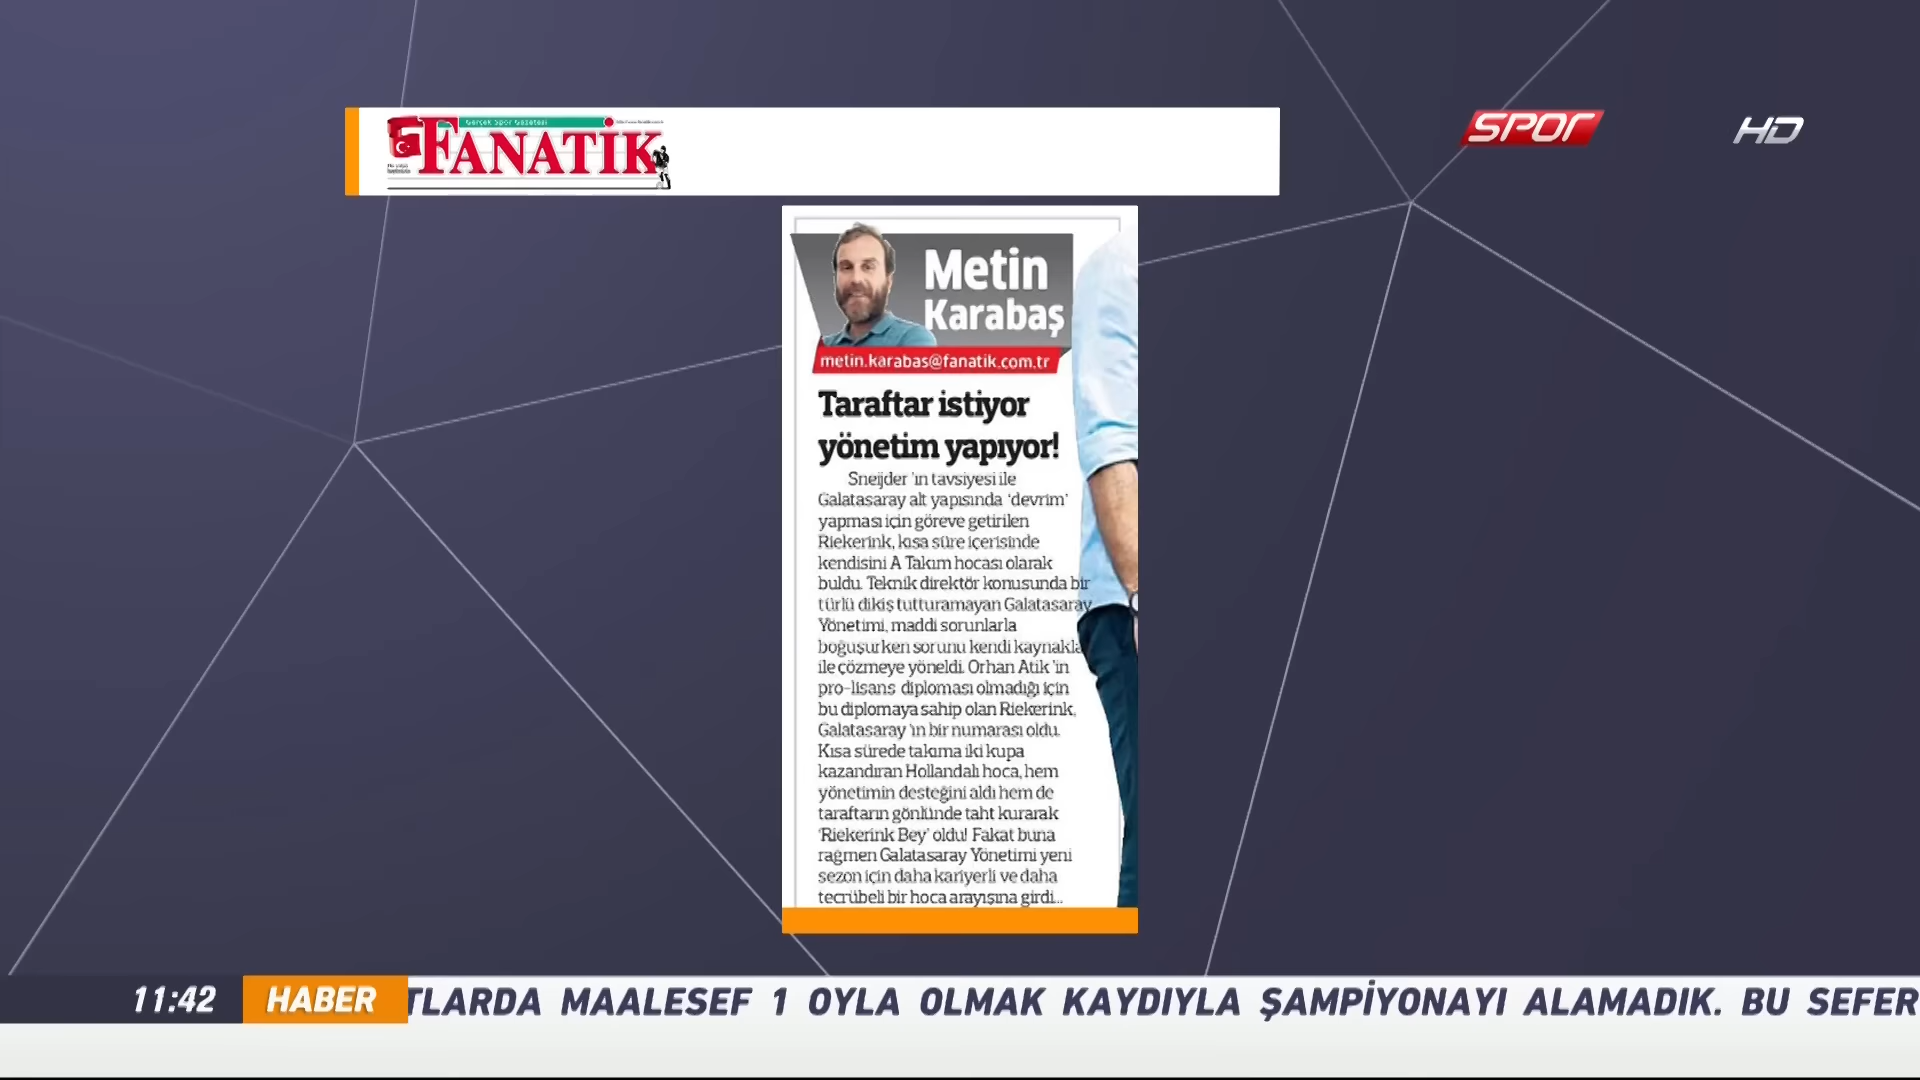 Gerçek Spor Gazetesi
FANATİK
SPOR
HD
Metin
Karabaş
metin.karabas@fanatik.com.tr
Taraftar istiyor
yönetim yapıyor!
Sneijder 'ın tavsiyesi ile
Galatasaray alt yapısında 'devrim'
yapması için göreve getirilen
Riekerink, kısa süre içerisinde
kendisini A Takım hocası olarak
buldu. Teknik direktör konusunda bir
türlü dikiş tutturamayan Galatasaray
Yönetimi, maddi sorunlarla
boğuşurken sorunu kendi kaynakla
ile çözmeye yöneldi. Orhan Atik 'in
pro-lisans diploması olmadığı için
bu diplomaya sahip olan Riekerink,
Galatasaray 'ın bir numarası oldu.
Kısa sürede takıma iki kupa
kazandıran Hollandalı hoca, hem
yönetimin desteğini aldı hem de
taraftarın gönlünde taht kurarak
'Riekerink Bey' oldu! Fakat buna
rağmen Galatasaray Yönetimi yeni
sezon için daha kariyerli ve daha
tecrübeli bir hoca arayışına girdi...
11:42 HABER TLARDA MAALESEF 1 OYLA OLMAK KAYDIYLA ŞAMPİYONAYI ALAMADIK. BU SEFER